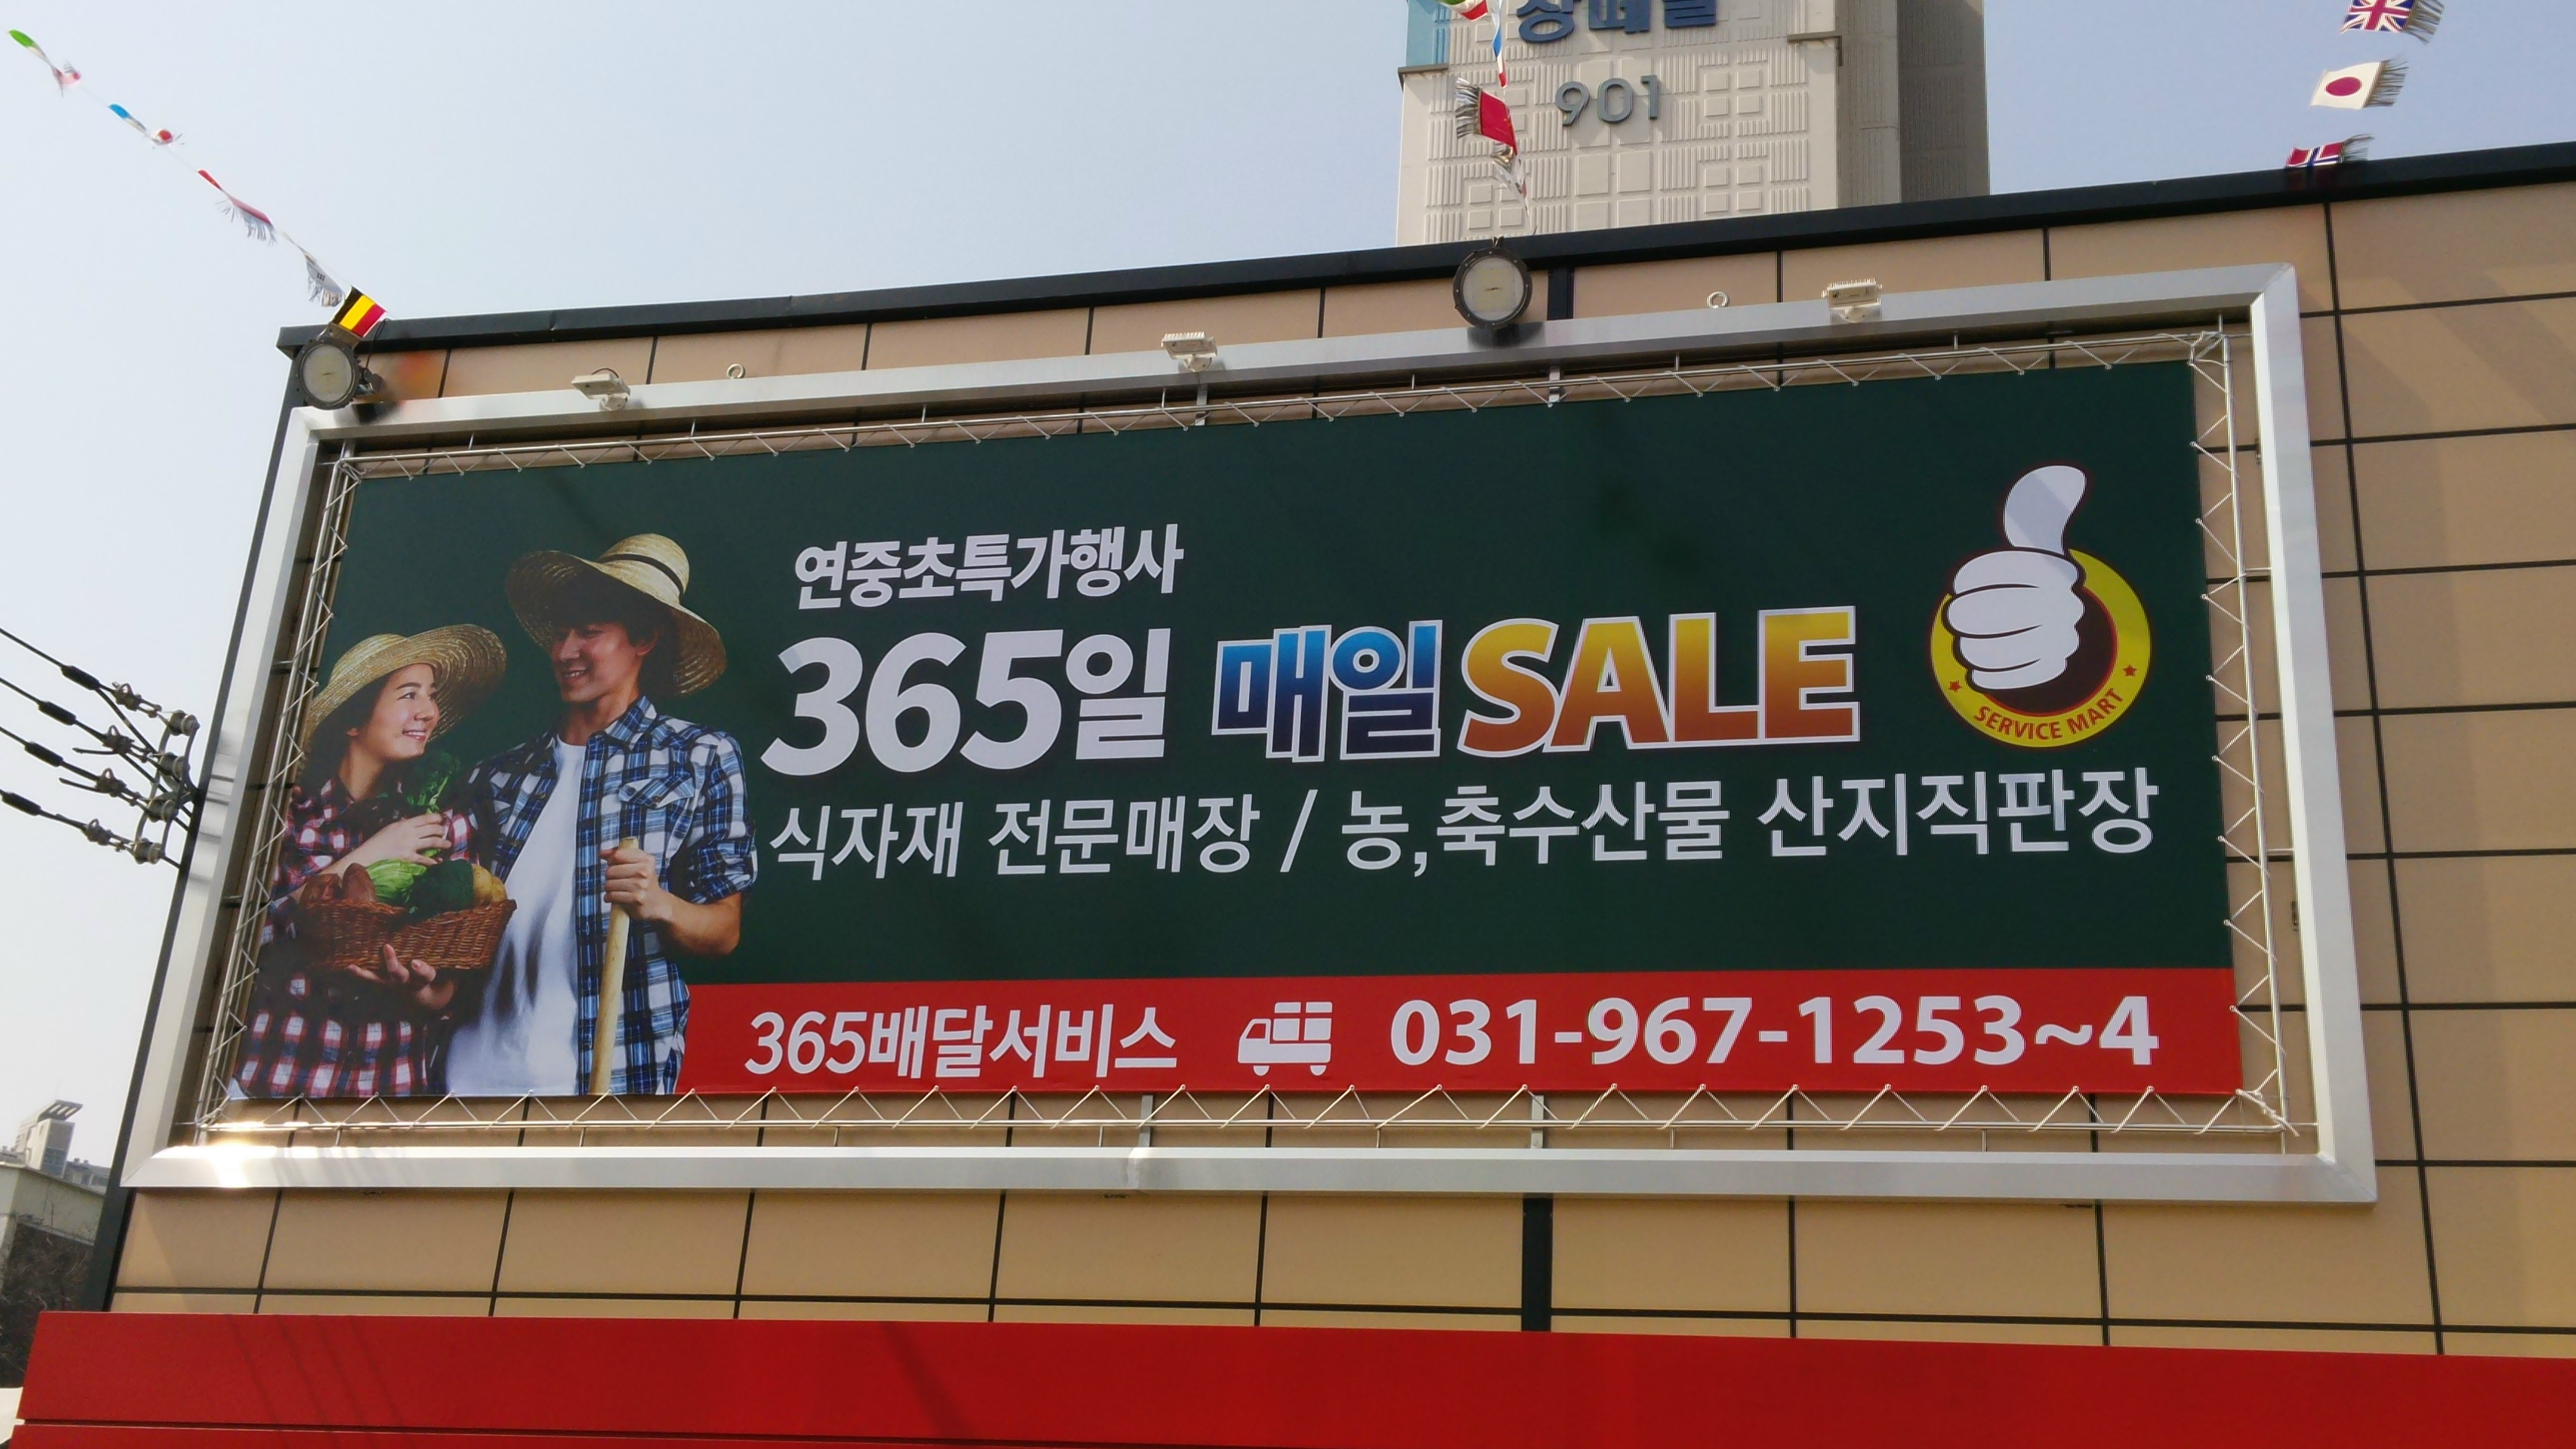 901
연중초특가행사
365일 매일 SALE
SERVICE MART
식자재 전문매장 / 농,축수산물 산지직판장
365배달서비스 031-967-1253~4